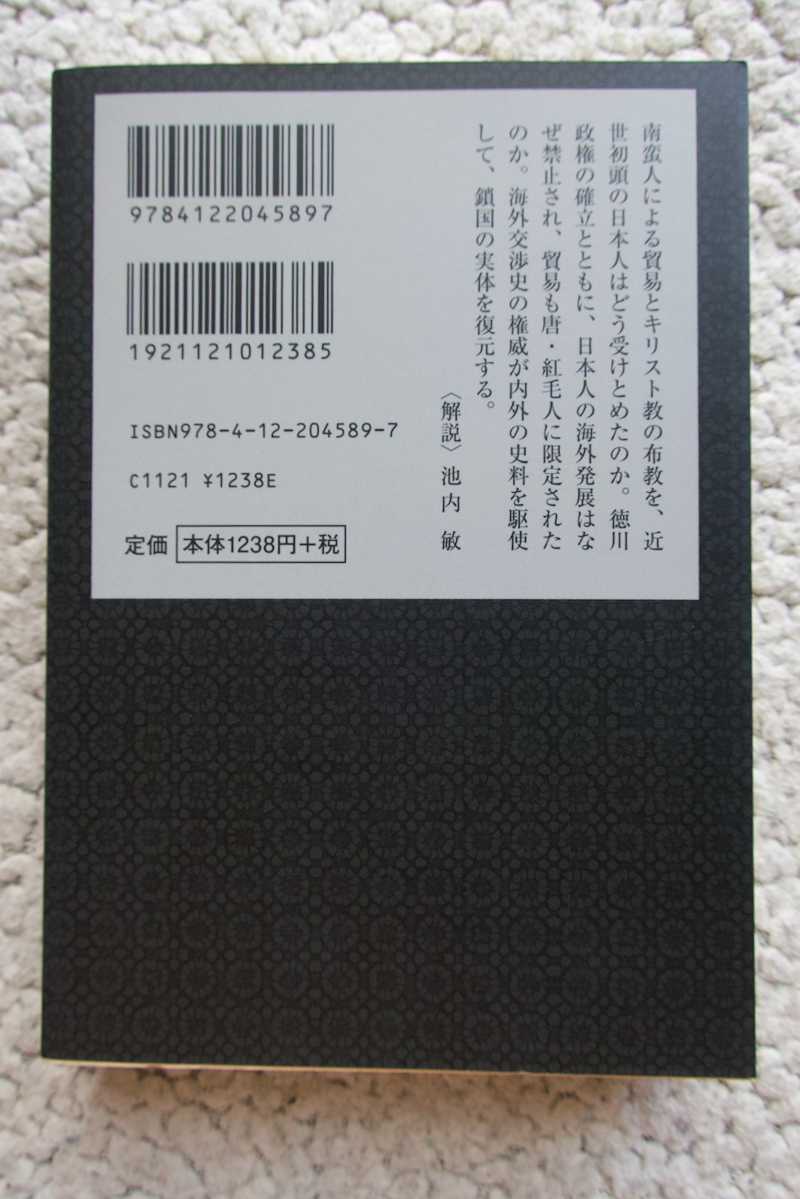 南蛮人による貿易とキリスト教の布教を、近
世初頭の日本人はどう受けとめたのか。徳川
政権の確立とともに、日本人の海外発展はな
ぜ禁止され、貿易も唐・紅毛人に限定された
のか。海外交渉史の権威が内外の史料を駆使
して、鎖国の実体を復元する。
〈解説〉池内 敏
9784122045897
1921121012385
ISBN978-4-12-204589-7
C1121 ¥1238E
定価 本体1238円+税